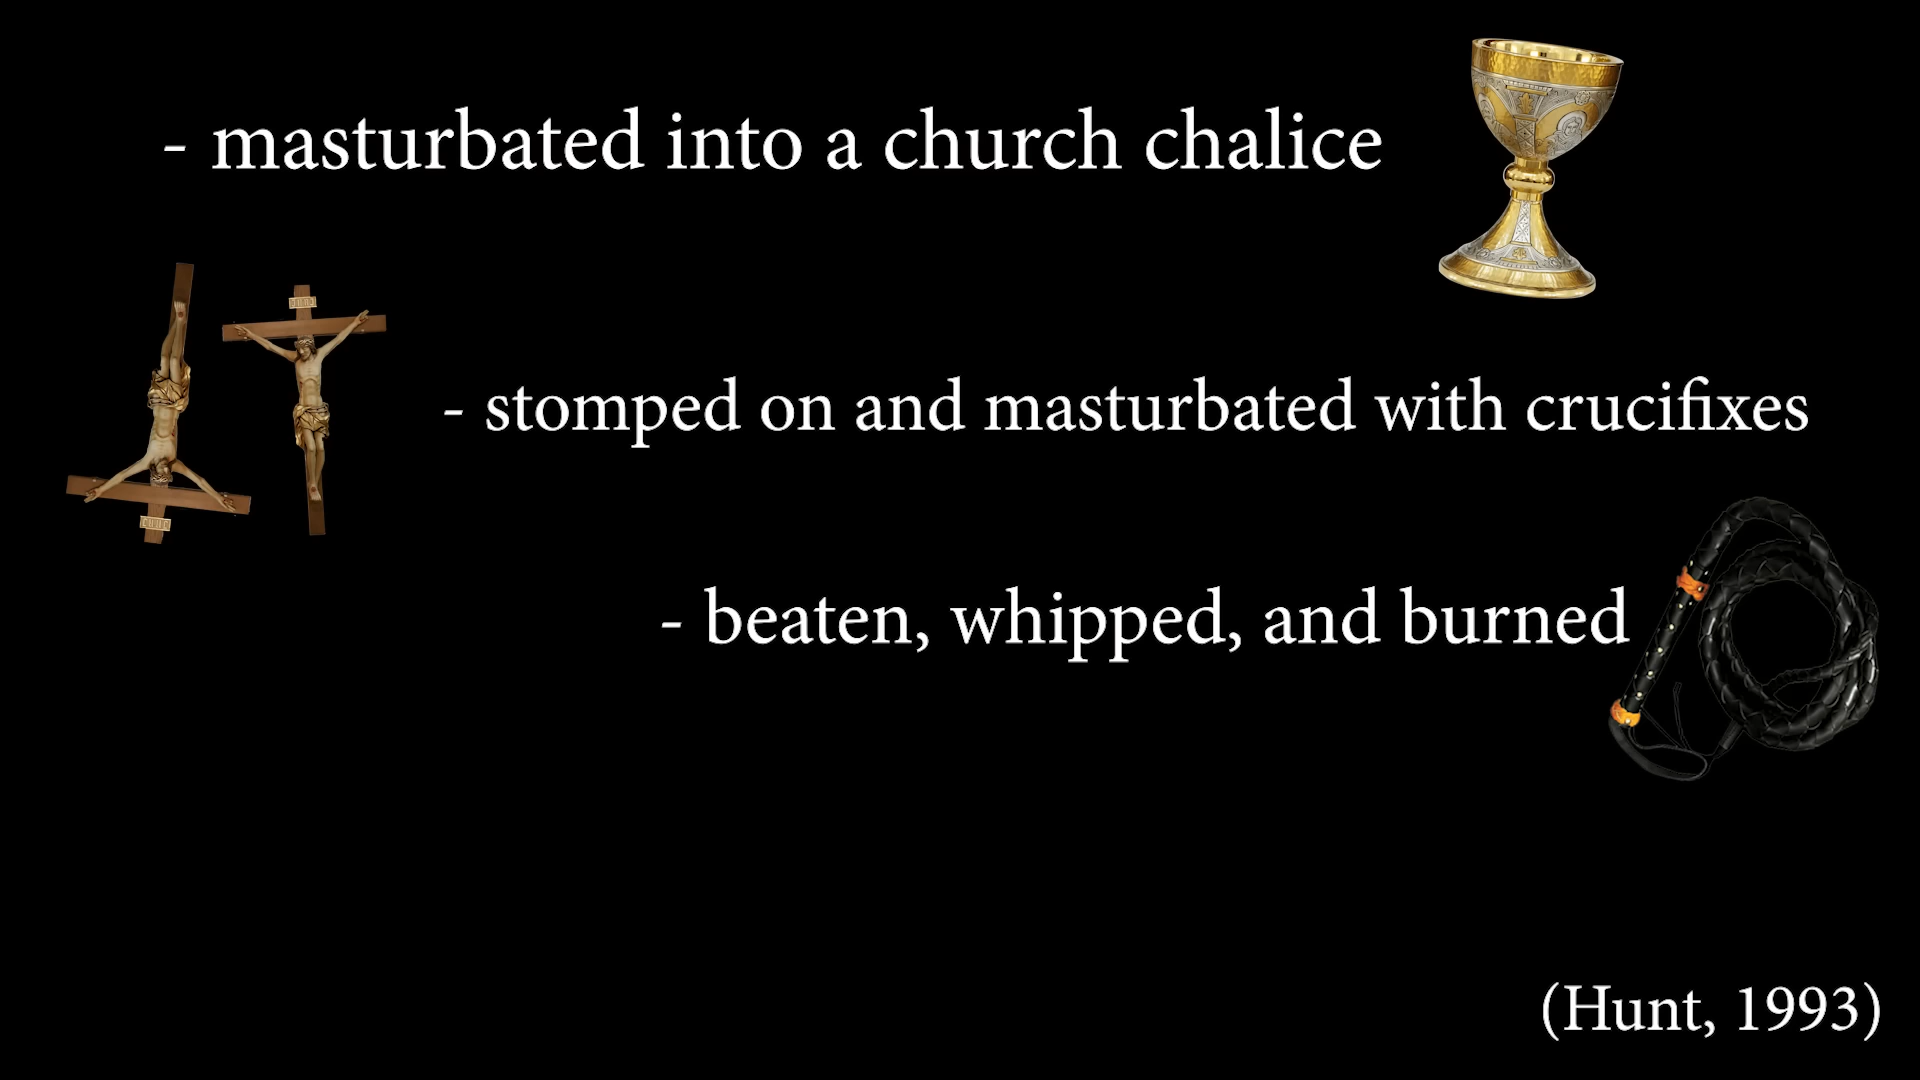 - masturbated into a church chalice
- stomped on and masturbated with crucifixes
- beaten, whipped, and burned
(Hunt, 1993)